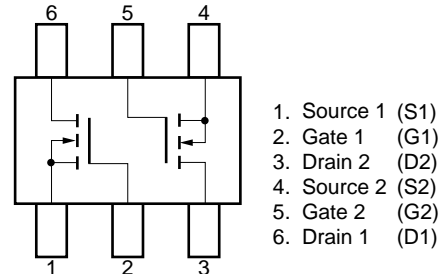 6 5 4
1. Source 1 (S1)
2. Gate 1 (G1)
3. Drain 2 (D2)
4. Source 2 (S2)
5. Gate 2 (G2)
6. Drain 1 (D1)
1 2 3